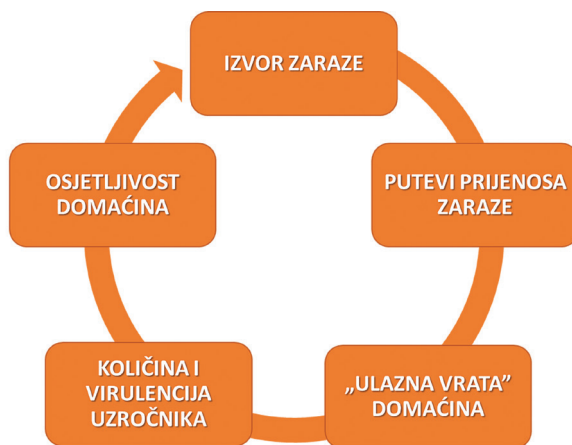 IZVOR ZARAZE
PUTEVI PRIJENOSA
ZARAZE
„ULAZNA VRATA”
DOMAĆINA
KOLIČINA I
VIRULENCIJA
UZROČNIKA
OSJETLJIVOST
DOMAĆINA